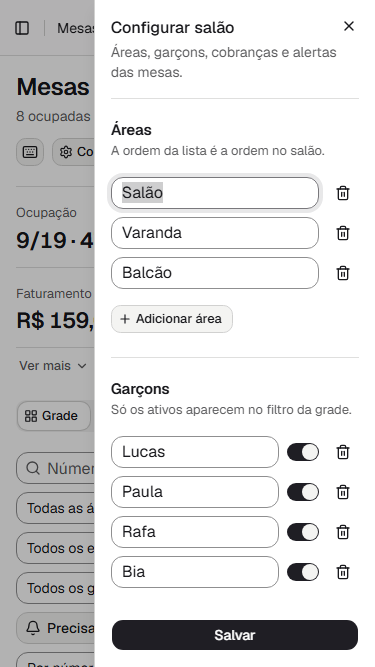 Mesas
Configurar salão
Áreas, garçons, cobranças e alertas
das mesas.
Mesas
8 ocupadas
Co
Ocupação
9/19 · 4
Faturamento
R$ 159,
Ver mais
Grade
Númer
Todas as á
Todos os e
Todos os g
Precisa
Por núme
Áreas
A ordem da lista é a ordem no salão.
Salão
Varanda
Balcão
Adicionar área
Garçons
Só os ativos aparecem no filtro da grade.
Lucas
Paula
Rafa
Bia
Salvar